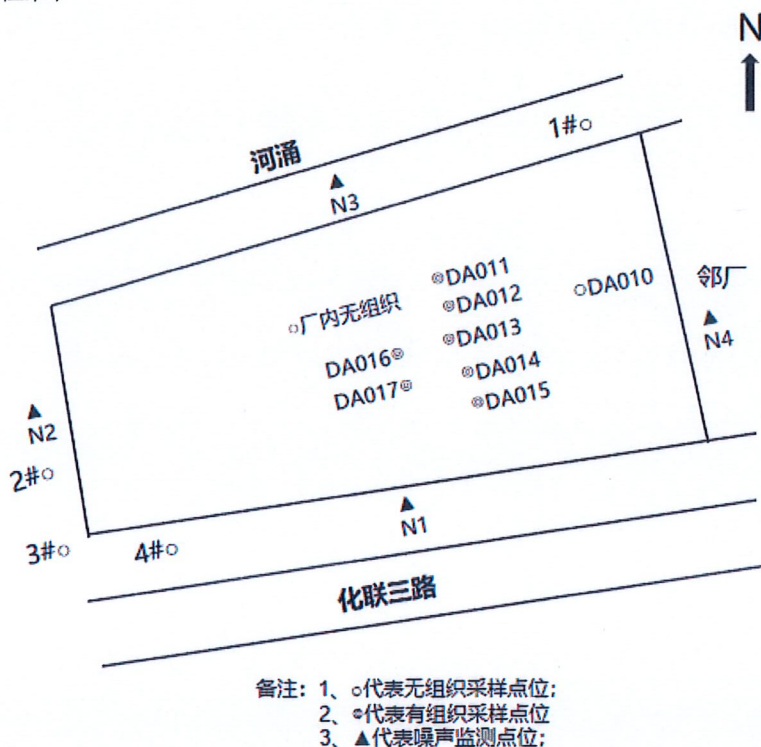 N
1#○
河涌
▲
N3
◎DA011
◎DA012
○DA010
邻厂
○厂内无组织
◎DA013
▲
N4
DA016◎
◎DA014
DA017◎
◎DA015
▲
N2
2#○
▲
N1
3#○
4#○
化联三路
备注：1、○代表无组织采样点位;
2、◎代表有组织采样点位
3、▲代表噪声监测点位;